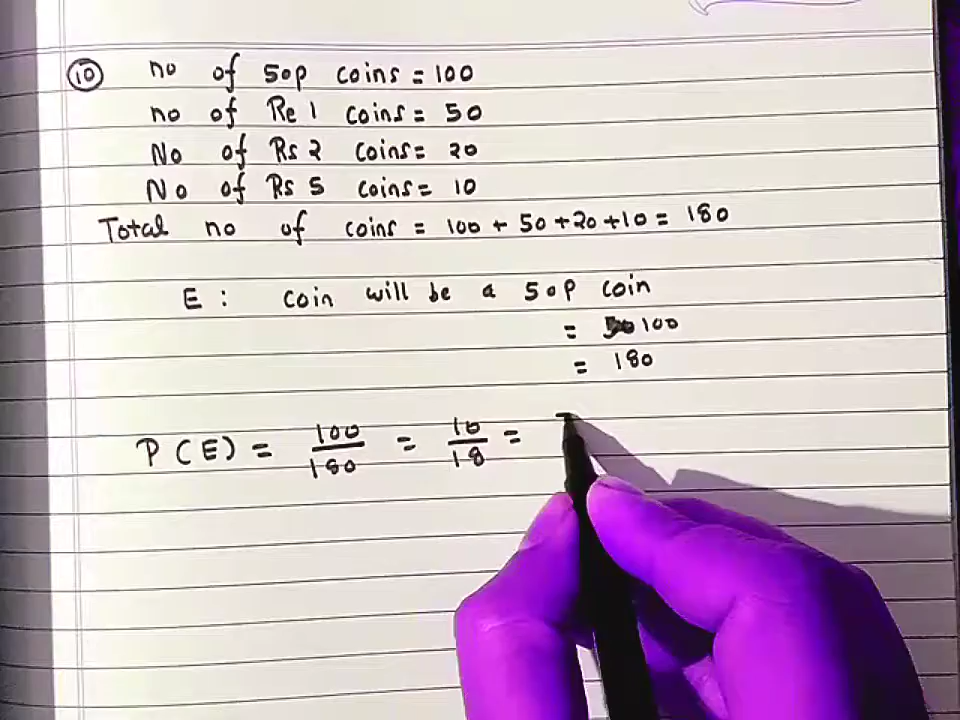 10 no of 50p coins = 100
no of Re 1 coins = 50
No of Rs 2 coins = 20
No of Rs 5 coins = 10
Total no of coins = 100 + 50 + 20 + 10 = 180
E : coin will be a 50P coin
= 100
= 180
P (E) = 100/180 = 10/18 =